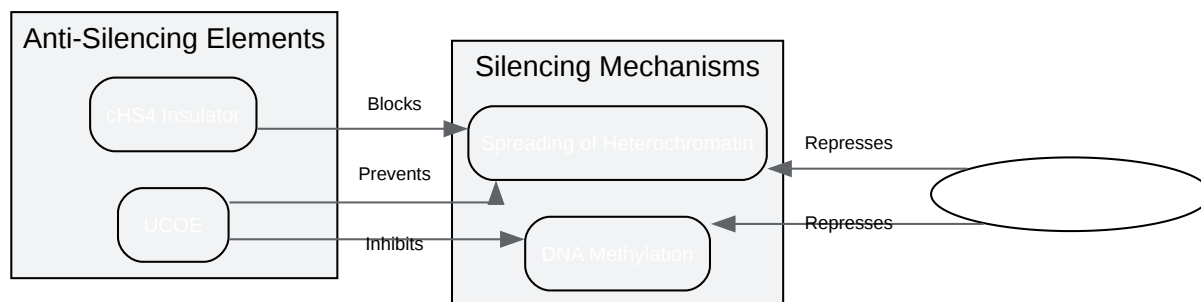 Anti-Silencing Elements
cHS4 Insulator
UCOE
Blocks
Prevents
Inhibits
Silencing Mechanisms
Spreading of Heterochromatin
DNA Methylation
Represses
Represses